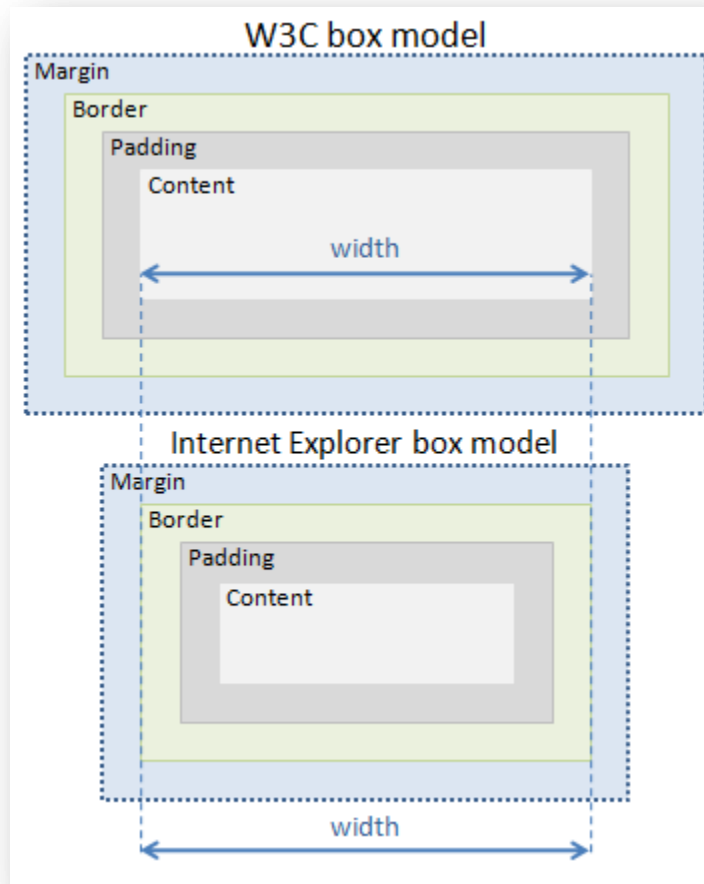 W3C box model
Margin
Border
Padding
Content
width
Internet Explorer box model
Margin
Border
Padding
Content
width